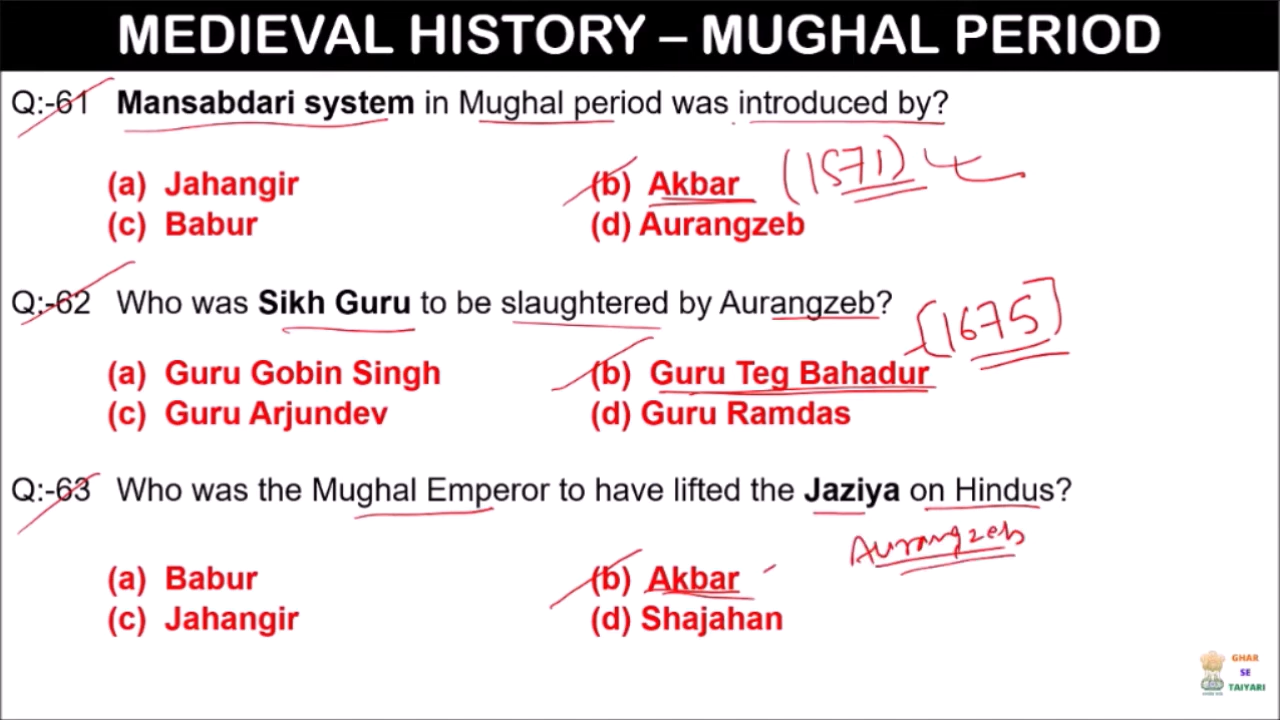 MEDIEVAL HISTORY – MUGHAL PERIOD
Q:-61 Mansabdari system in Mughal period was introduced by?
(a) Jahangir (b) Akbar (1571)
(c) Babur (d) Aurangzeb
Q:-62 Who was Sikh Guru to be slaughtered by Aurangzeb?
[1675]
(a) Guru Gobin Singh (b) Guru Teg Bahadur
(c) Guru Arjundev (d) Guru Ramdas
Q:-63 Who was the Mughal Emperor to have lifted the Jaziya on Hindus?
Aurangzeb
(a) Babur (b) Akbar
(c) Jahangir (d) Shajahan
GHAR
SE
TAIYARI